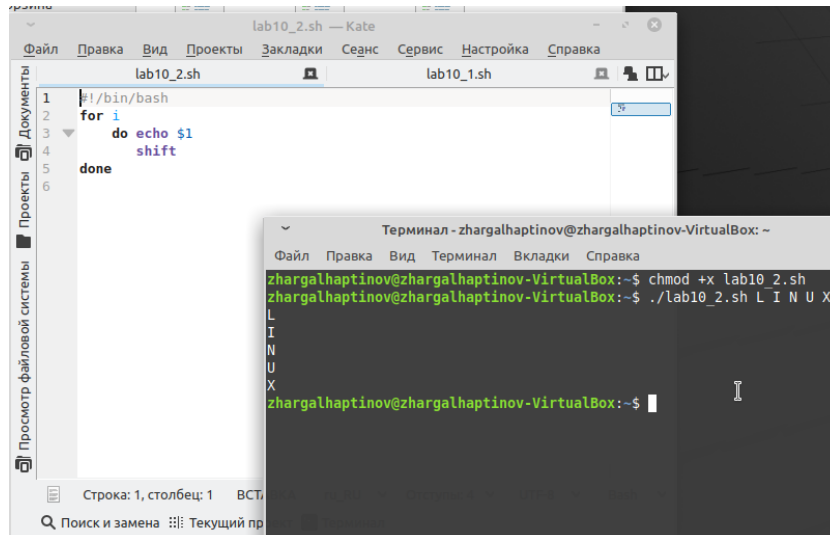 lab10_2.sh — Kate
Файл Правка Вид Проекты Закладки Сеанс Сервис Настройка Справка
lab10_2.sh lab10_1.sh
Документы
Проекты
Просмотр файловой системы
1 #!/bin/bash
2 for i
3 do echo $1
4 shift
5 done
6
Терминал - zhargalhaptinov@zhargalhaptinov-VirtualBox: ~
Файл Правка Вид Терминал Вкладки Справка
zhargalhaptinov@zhargalhaptinov-VirtualBox:~$ chmod +x lab10_2.sh
zhargalhaptinov@zhargalhaptinov-VirtualBox:~$ ./lab10_2.sh L I N U X
L
I
N
U
X
zhargalhaptinov@zhargalhaptinov-VirtualBox:~$
Строка: 1, столбец: 1
Поиск и замена Текущий